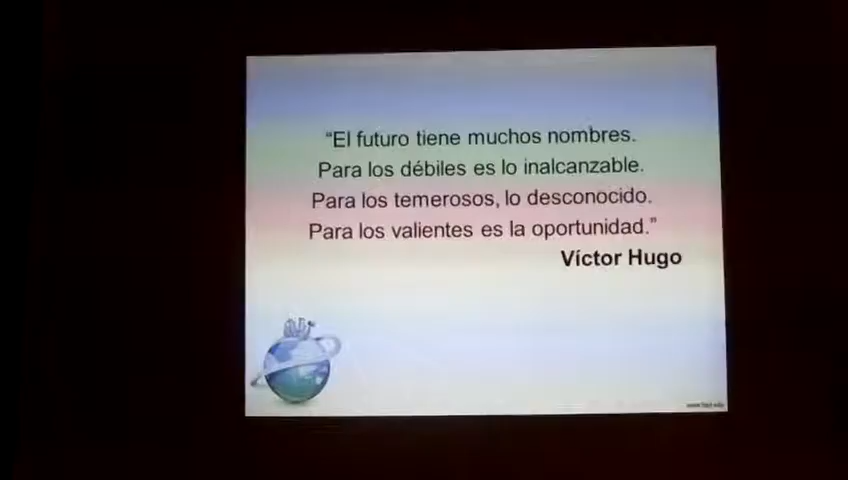 “El futuro tiene muchos nombres.
Para los débiles es lo inalcanzable.
Para los temerosos, lo desconocido.
Para los valientes es la oportunidad.”
Víctor Hugo